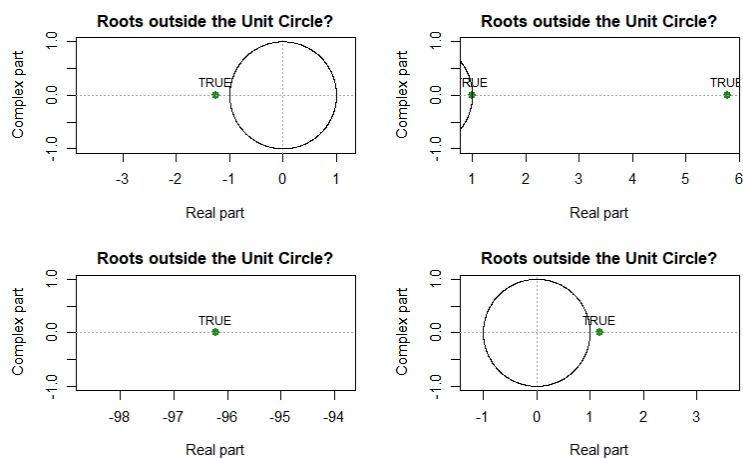 Roots outside the Unit Circle?
Complex part
1.0
0.0
-1.0
TRUE
-3
-2
-1
0
1
Real part
Roots outside the Unit Circle?
Complex part
1.0
0.0
-1.0
RUE
TRUE
1
2
3
4
5
6
Real part
Roots outside the Unit Circle?
Complex part
1.0
0.0
-1.0
TRUE
-98
-97
-96
-95
-94
Real part
Roots outside the Unit Circle?
Complex part
1.0
0.0
-1.0
TRUE
-1
0
1
2
3
Real part